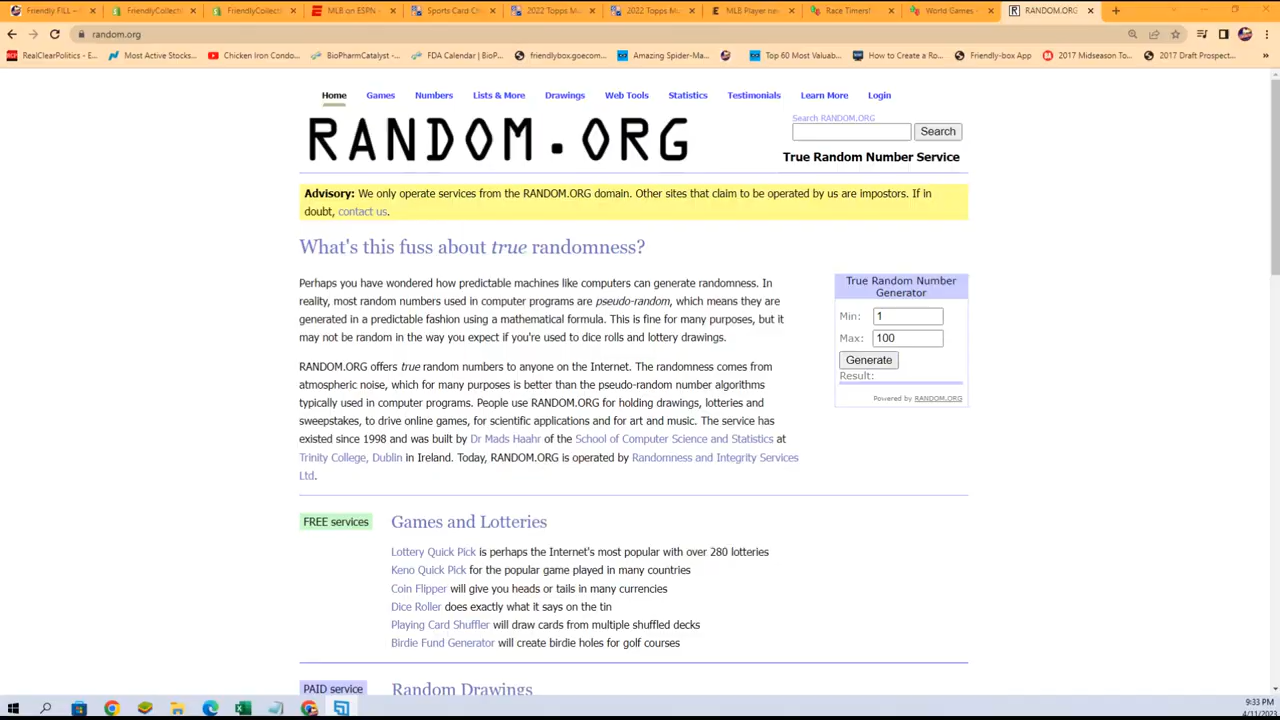 Friendly FILL –
FriendlyCollect
FriendlyCollecti
MLB on ESPN -
Sports Card Ch
2022 Topps M
2022 Topps Mu
MLB Player ne
Race Timers!
World Games
RANDOM.ORG
random.org
RealClearPolitics - E...
Most Active Stocks...
Chicken Iron Condo...
BioPharmCatalyst -...
FDA Calendar | BioP...
friendlybox.goecom...
Amazing Spider-Ma...
Top 60 Most Valuab...
How to Create a Ro...
Friendly-box App
2017 Midseason To...
2017 Draft Prospect...
Home Games Numbers Lists & More Drawings Web Tools Statistics Testimonials Learn More Login
RANDOM.ORG
Search RANDOM.ORG
Search
True Random Number Service
Advisory: We only operate services from the RANDOM.ORG domain. Other sites that claim to be operated by us are impostors. If in
doubt, contact us.
What's this fuss about true randomness?
Perhaps you have wondered how predictable machines like computers can generate randomness. In
reality, most random numbers used in computer programs are pseudo-random, which means they are
generated in a predictable fashion using a mathematical formula. This is fine for many purposes, but it
may not be random in the way you expect if you're used to dice rolls and lottery drawings.
RANDOM.ORG offers true random numbers to anyone on the Internet. The randomness comes from
atmospheric noise, which for many purposes is better than the pseudo-random number algorithms
typically used in computer programs. People use RANDOM.ORG for holding drawings, lotteries and
sweepstakes, to drive online games, for scientific applications and for art and music. The service has
existed since 1998 and was built by Dr Mads Haahr of the School of Computer Science and Statistics at
Trinity College, Dublin in Ireland. Today, RANDOM.ORG is operated by Randomness and Integrity Services
Ltd.
True Random Number
Generator
Min: 1
Max: 100
Generate
Result:
Powered by RANDOM.ORG
FREE services
Games and Lotteries
Lottery Quick Pick is perhaps the Internet's most popular with over 280 lotteries
Keno Quick Pick for the popular game played in many countries
Coin Flipper will give you heads or tails in many currencies
Dice Roller does exactly what it says on the tin
Playing Card Shuffler will draw cards from multiple shuffled decks
Birdie Fund Generator will create birdie holes for golf courses
PAID service
Random Drawings
9:33 PM
4/11/2023